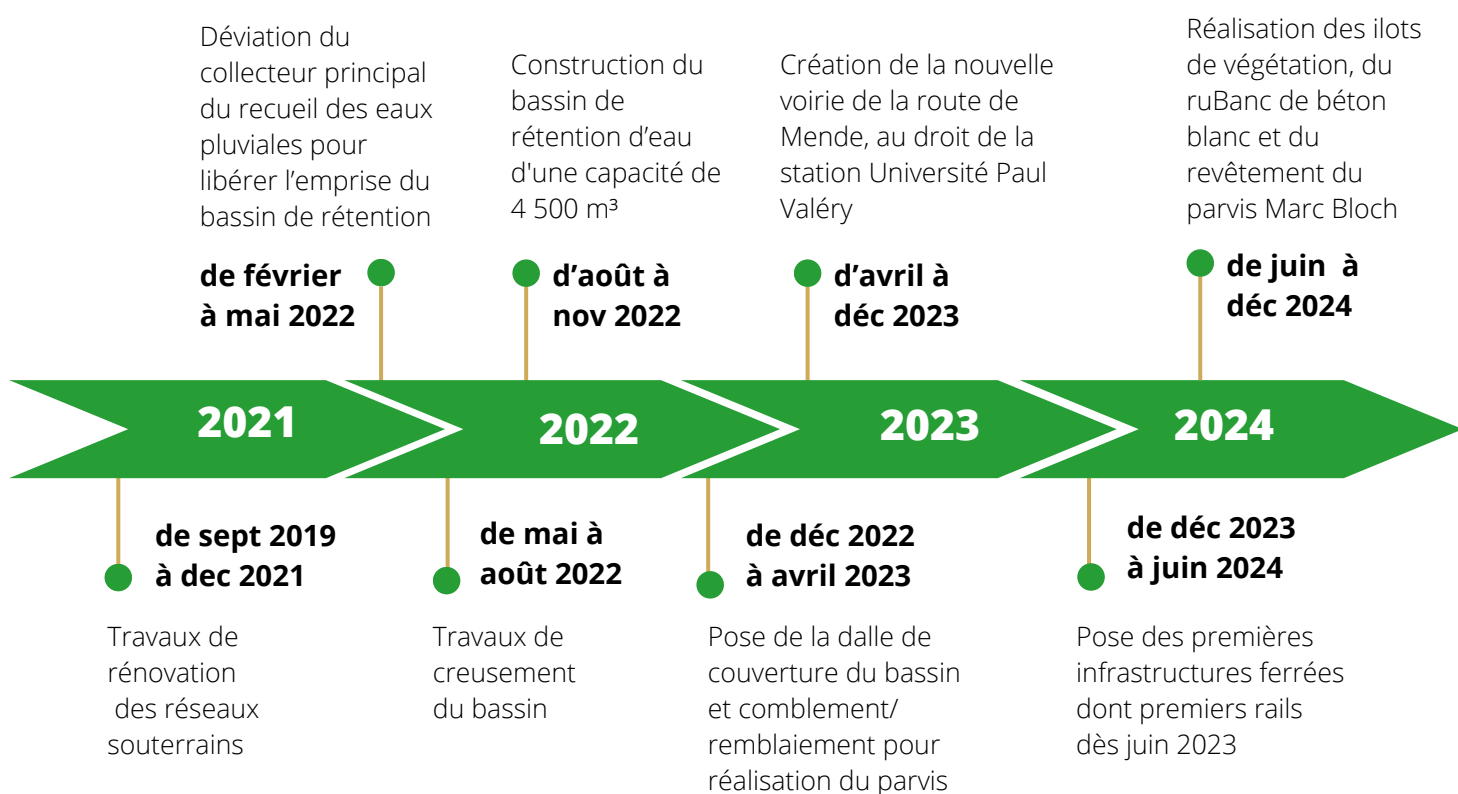 Déviation du
collecteur principal
du recueil des eaux
pluviales pour
libérer l’emprise du
bassin de rétention
de février
à mai 2022
Construction du
bassin de
rétention d’eau
d'une capacité de
4 500 m³
d’août à
nov 2022
Création de la nouvelle
voirie de la route de
Mende, au droit de la
station Université Paul
Valéry
d’avril à
déc 2023
Réalisation des ilots
de végétation, du
ruBanc de béton
blanc et du
revêtement du
parvis Marc Bloch
de juin à
déc 2024
2021
2022
2023
2024
de sept 2019
à dec 2021
Travaux de
rénovation
des réseaux
souterrains
de mai à
août 2022
Travaux de
creusement
du bassin
de déc 2022
à avril 2023
Pose de la dalle de
couverture du bassin
et comblement/
remblaiement pour
réalisation du parvis
de déc 2023
à juin 2024
Pose des premières
infrastructures ferrées
dont premiers rails
dès juin 2023